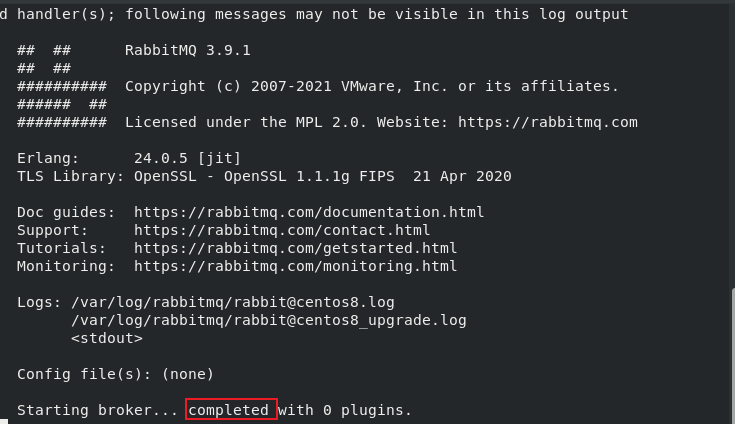 d handler(s); following messages may not be visible in this log output
## ## RabbitMQ 3.9.1
## ##
########## Copyright (c) 2007-2021 VMware, Inc. or its affiliates.
###### ##
########## Licensed under the MPL 2.0. Website: https://rabbitmq.com
Erlang: 24.0.5 [jit]
TLS Library: OpenSSL - OpenSSL 1.1.1g FIPS 21 Apr 2020
Doc guides: https://rabbitmq.com/documentation.html
Support: https://rabbitmq.com/contact.html
Tutorials: https://rabbitmq.com/getstarted.html
Monitoring: https://rabbitmq.com/monitoring.html
Logs: /var/log/rabbitmq/rabbit@centos8.log
/var/log/rabbitmq/rabbit@centos8_upgrade.log
<stdout>
Config file(s): (none)
Starting broker... completed with 0 plugins.